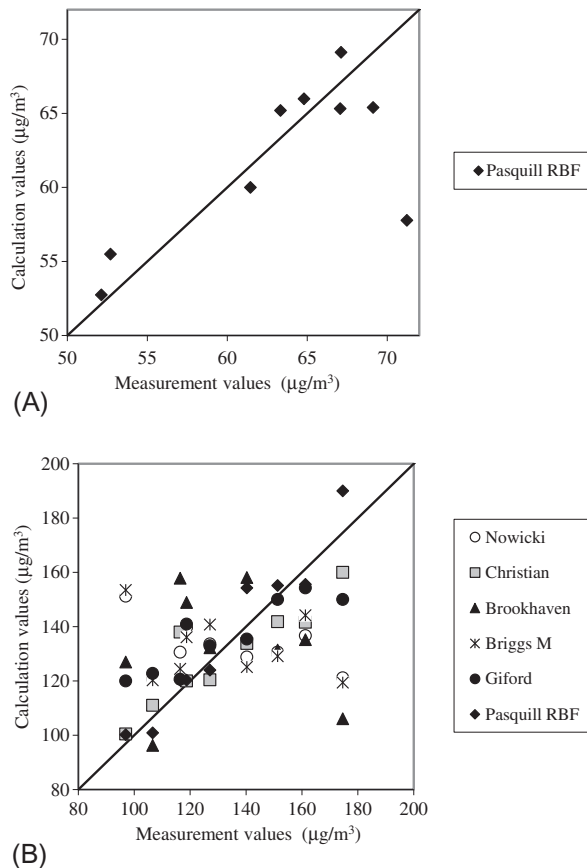 70
65
60
55
50
50 55 60 65 70
Calculation values (μg/m³)
Measurement values (μg/m³)
Pasquill RBF
(A)
200
180
160
140
120
100
80
80 100 120 140 160 180 200
Calculation values (μg/m³)
Measurement values (μg/m³)
Nowicki
Christian
Brookhaven
Briggs M
Giford
Pasquill RBF
(B)